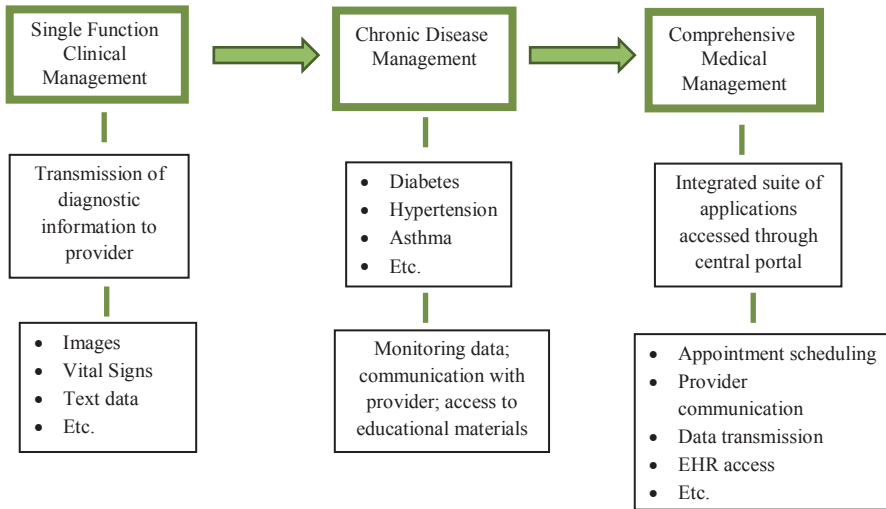 Single Function
Clinical
Management
Chronic Disease
Management
Comprehensive
Medical
Management
Transmission of
diagnostic
information to
provider
• Diabetes
• Hypertension
• Asthma
• Etc.
Integrated suite of
applications
accessed through
central portal
• Images
• Vital Signs
• Text data
• Etc.
Monitoring data;
communication with
provider; access to
educational materials
• Appointment scheduling
• Provider
communication
• Data transmission
• EHR access
• Etc.